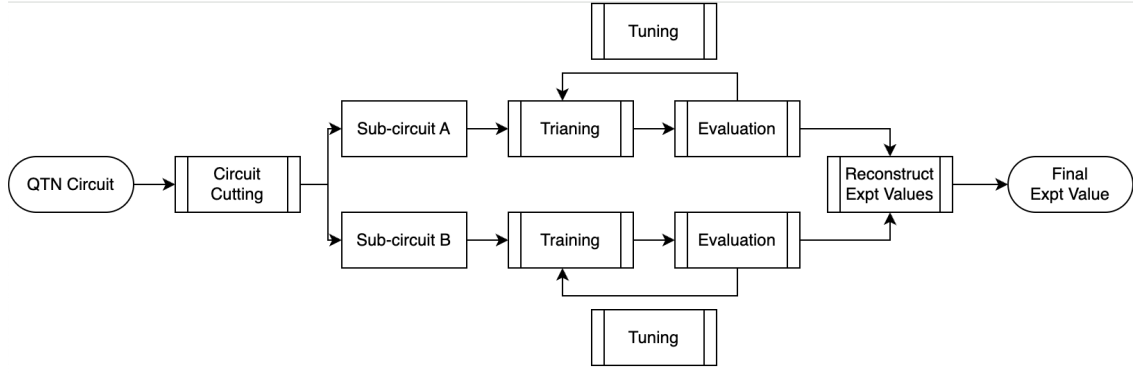 Tuning
Sub-circuit A
Trianing
Evaluation
QTN Circuit
Circuit
Cutting
Reconstruct
Expt Values
Final
Expt Value
Sub-circuit B
Training
Evaluation
Tuning